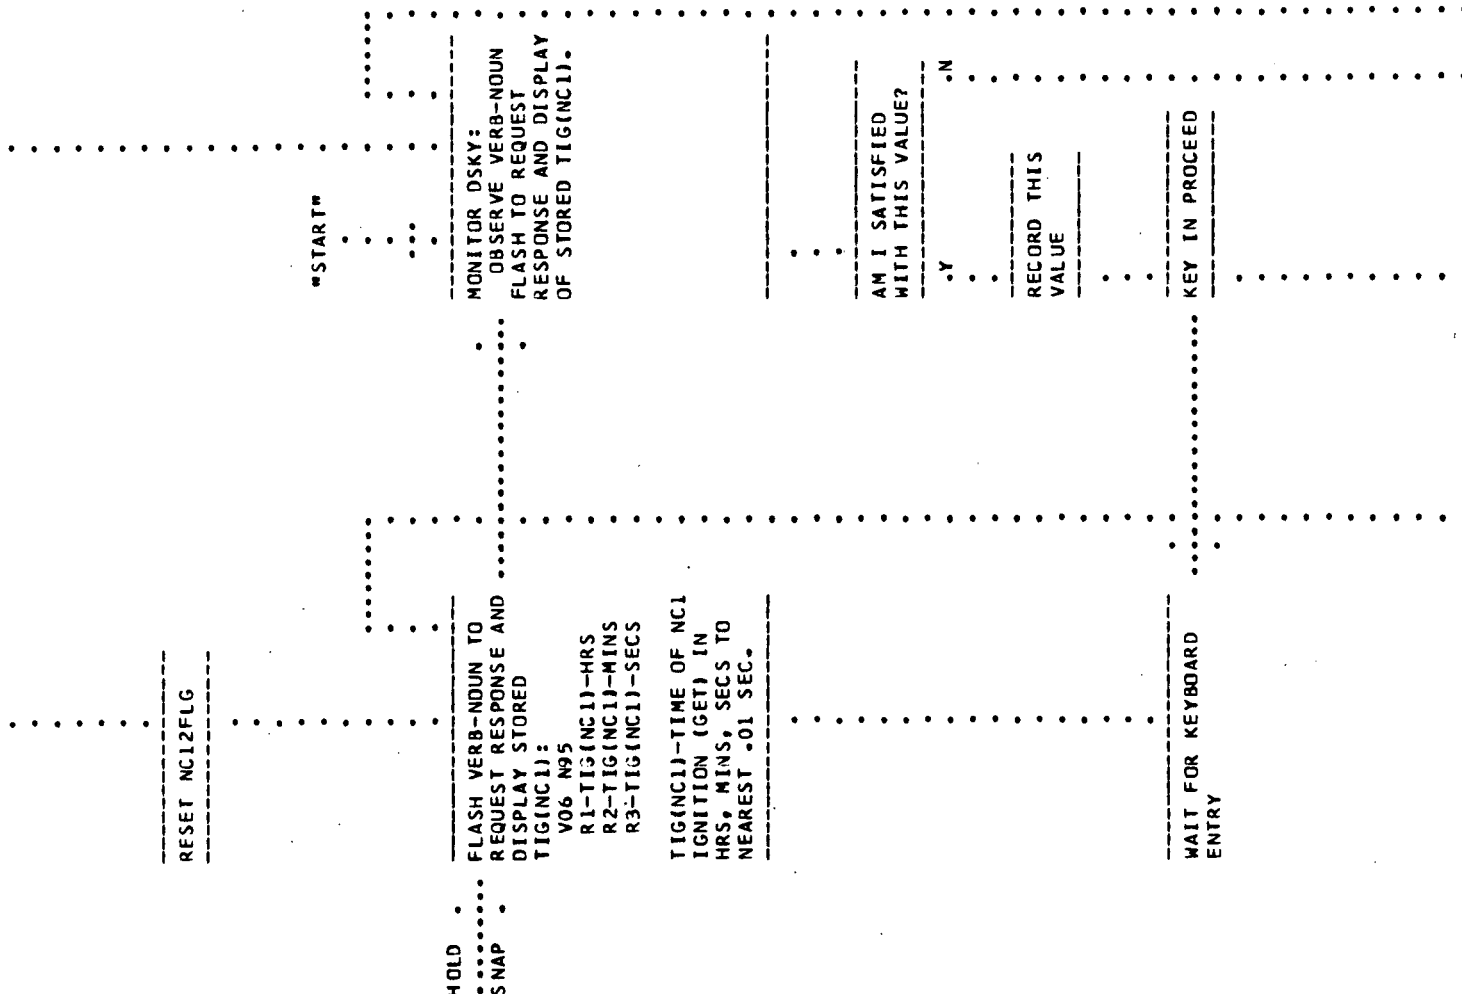 RESET NC12FLG
HOLD
SNAP
FLASH VERB-NOUN TO
REQUEST RESPONSE AND
DISPLAY STORED
TIG(NC1):
V06 N95
R1-TIG(NC1)-HRS
R2-TIG(NC1)-MINS
R3-TIG(NC1)-SECS
TIG(NC1)-TIME OF NC1
IGNITION (GET) IN
HRS, MINS, SECS TO
NEAREST .01 SEC.
WAIT FOR KEYBOARD
ENTRY
"START"
MONITOR DSKY:
OBSERVE VERB-NOUN
FLASH TO REQUEST
RESPONSE AND DISPLAY
OF STORED TIG(NC1).
AM I SATISFIED
WITH THIS VALUE?
.Y
.N
RECORD THIS
VALUE
KEY IN PROCEED